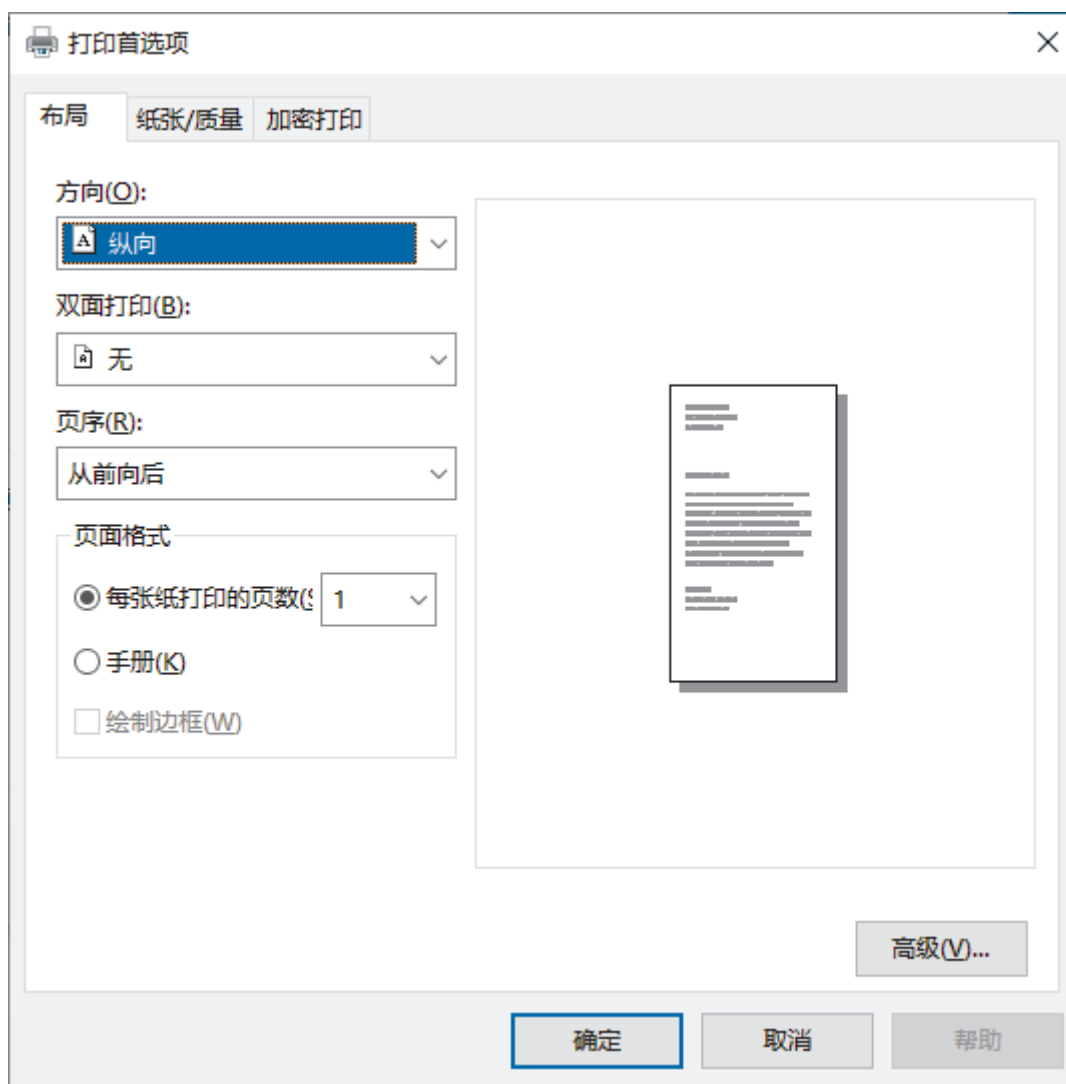 打印首选项
布局
纸张/质量
加密打印
方向(O):
纵向
双面打印(B):
无
页序(R):
从前向后
页面格式
每张纸打印的页数(S
1
手册(K)
绘制边框(W)
高级(V)...
确定
取消
帮助